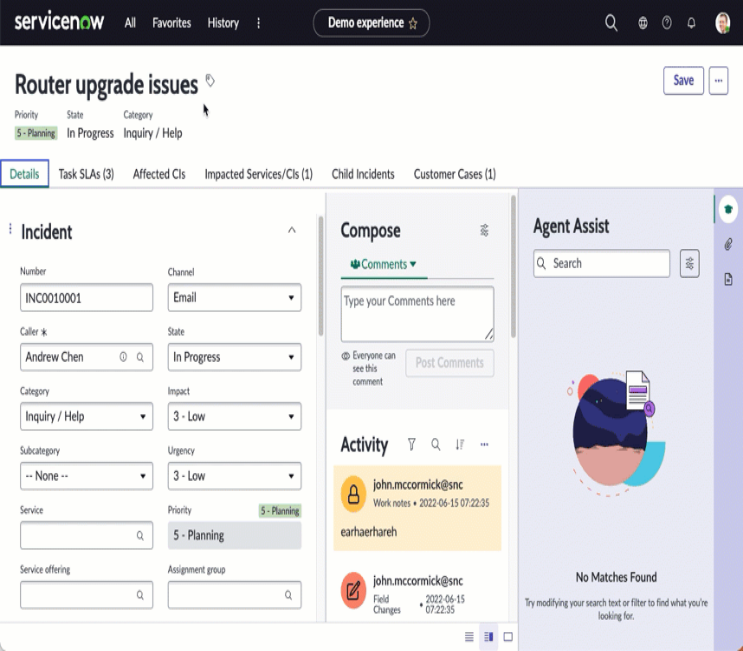 servicenow All Favorites History Demo experience
Router upgrade issues Save
Priority State Category
5 - Planning In Progress Inquiry / Help
Details Task SLAs (3) Affected CIs Impacted Services/CIs (1) Child Incidents Customer Cases (1)
Incident
Number
INC0010001
Channel
Email
Caller
Andrew Chen
State
In Progress
Category
Inquiry / Help
Impact
3 - Low
Subcategory
-- None --
Urgency
3 - Low
Service
Priority 5 - Planning
5 - Planning
Service offering
Assignment group
Compose
Comments
Type your Comments here
Everyone can
see this
comment
Post Comments
Activity
john.mccormick@snc
Work notes • 2022-06-15 07:22:35
earhaerhareh
john.mccormick@snc
Field
Changes
• 2022-06-15
07:22:35
Agent Assist
Search
No Matches Found
Try modifying your search text or filter to find what you're
looking for.